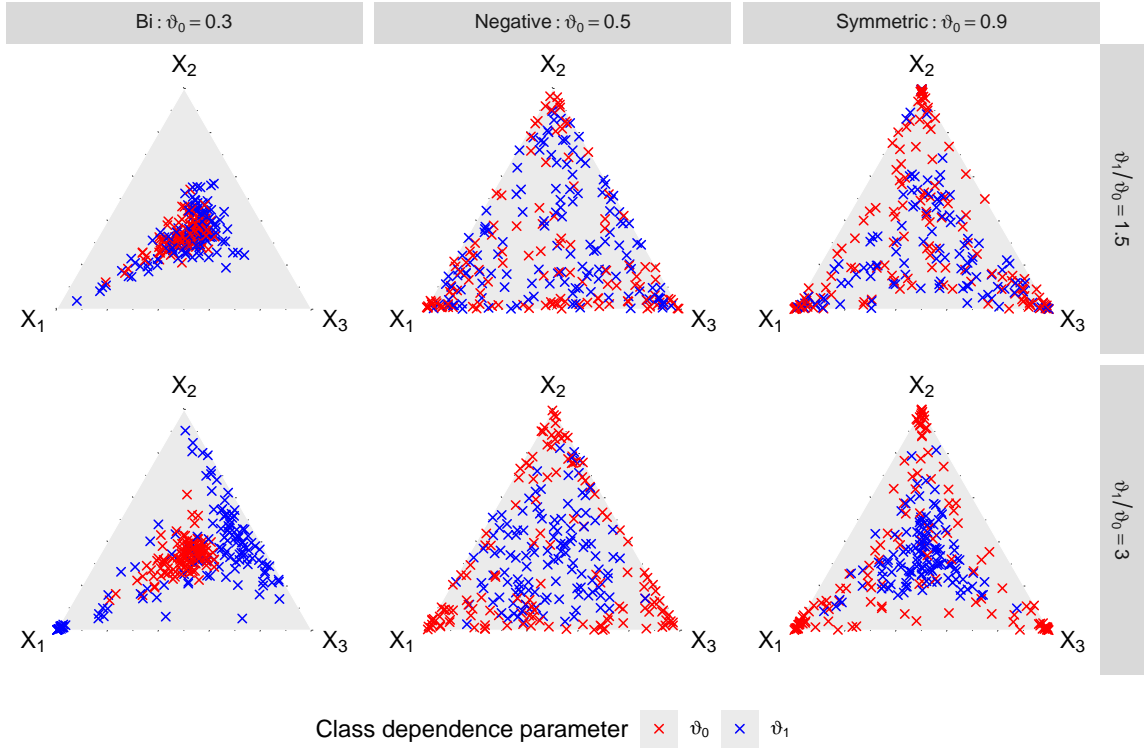 Bi : ϑ₀ = 0.3
Negative : ϑ₀ = 0.5
Symmetric : ϑ₀ = 0.9
X₂
X₂
X₂
ϑ₁ / ϑ₀ = 1.5
X₁
X₃
X₁
X₃
X₁
X₃
X₂
X₂
X₂
ϑ₁ / ϑ₀ = 3
X₁
X₃
X₁
X₃
X₁
X₃
Class dependence parameter ϑ₀ ϑ₁